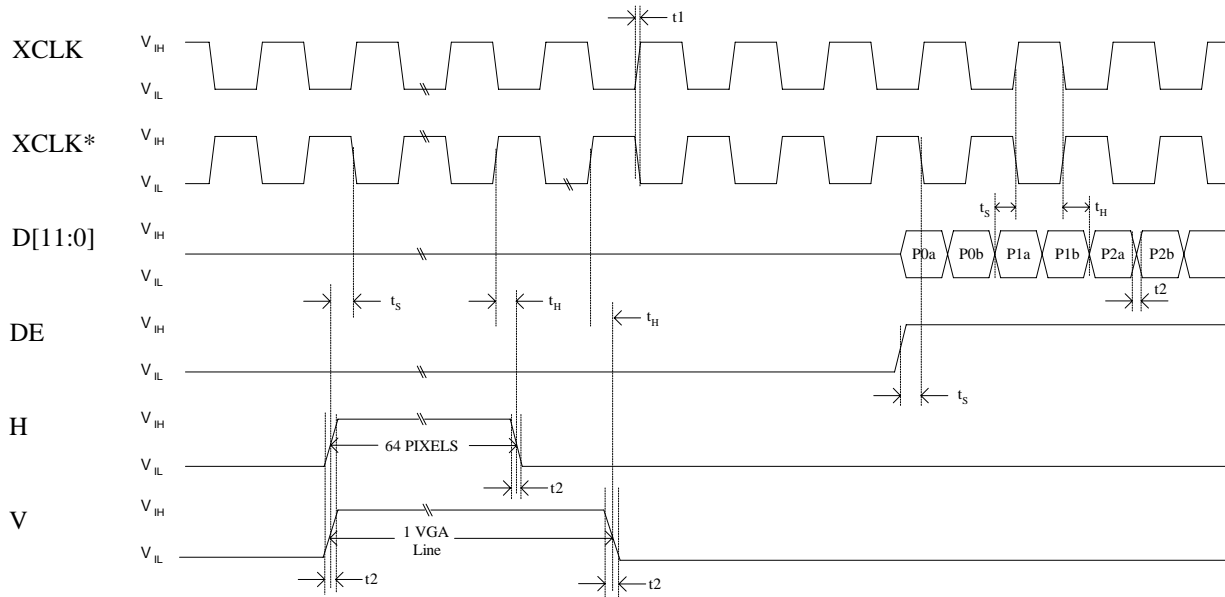 t1
XCLK
V IH
V IL
XCLK*
V IH
V IL
tS
tH
D[11:0]
V IH
V IL
P0a P0b P1a P1b P2a P2b
tS
tH
t2
tH
DE
V IH
V IL
tS
H
V IH
V IL
64 PIXELS
t2
V
V IH
V IL
1 VGA
Line
t2
t2